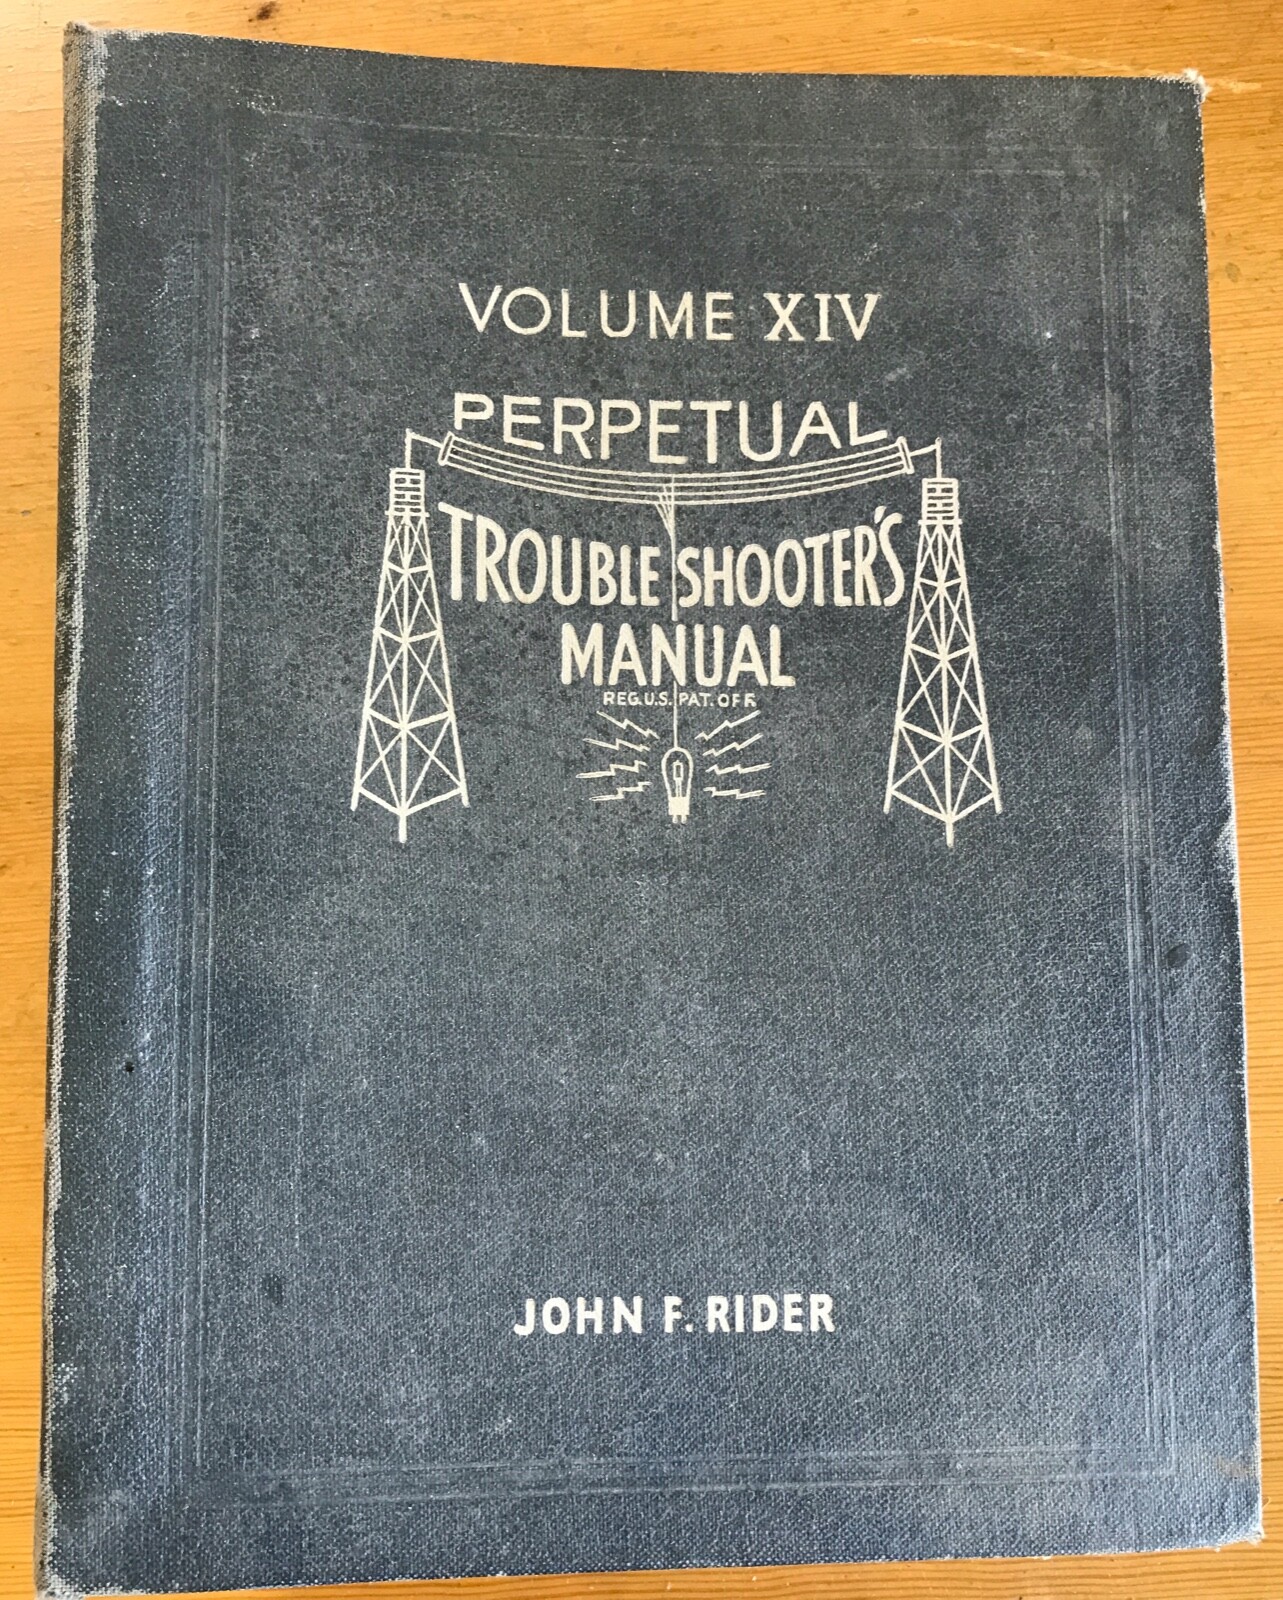 VOLUME XIV
PERPETUAL
TROUBLE SHOOTER'S
MANUAL
REG. U.S. PAT. OFF.
JOHN F. RIDER